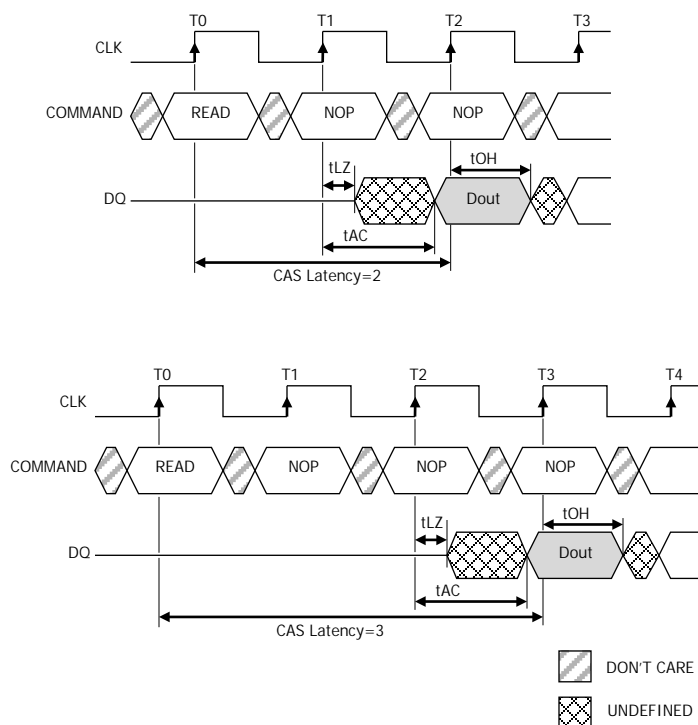 T0 T1 T2 T3
CLK
COMMAND READ NOP NOP
tLZ tOH
DQ Dout
tAC
CAS Latency=2
T0 T1 T2 T3 T4
CLK
COMMAND READ NOP NOP NOP
tLZ tOH
DQ Dout
tAC
CAS Latency=3
DON'T CARE
UNDEFINED